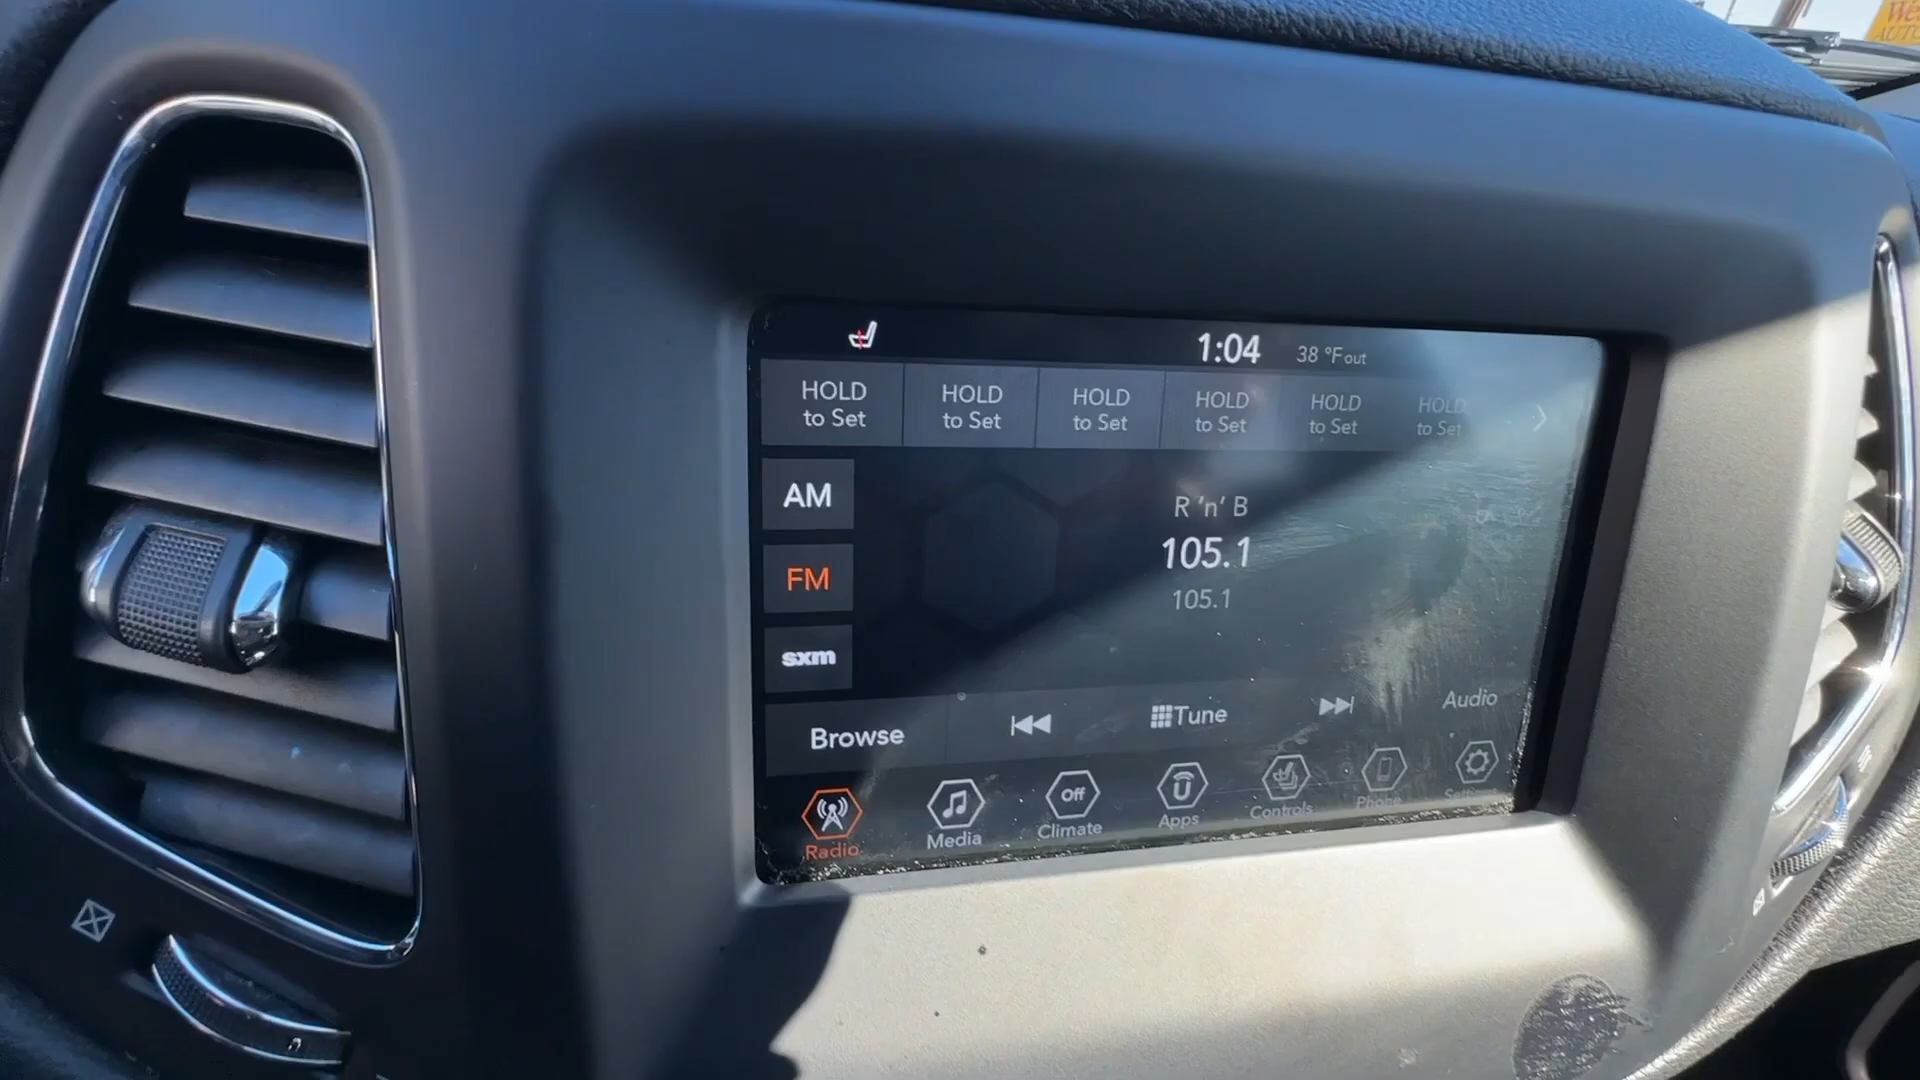 1:04 38 °F out
HOLD to Set
HOLD to Set
HOLD to Set
HOLD to Set
HOLD to Set
HOLD to Set
AM
FM
sxm
R 'n' B
105.1
105.1
Browse
Tune
Audio
Radio
Media
Off
Climate
Apps
Controls
Phone
Settings